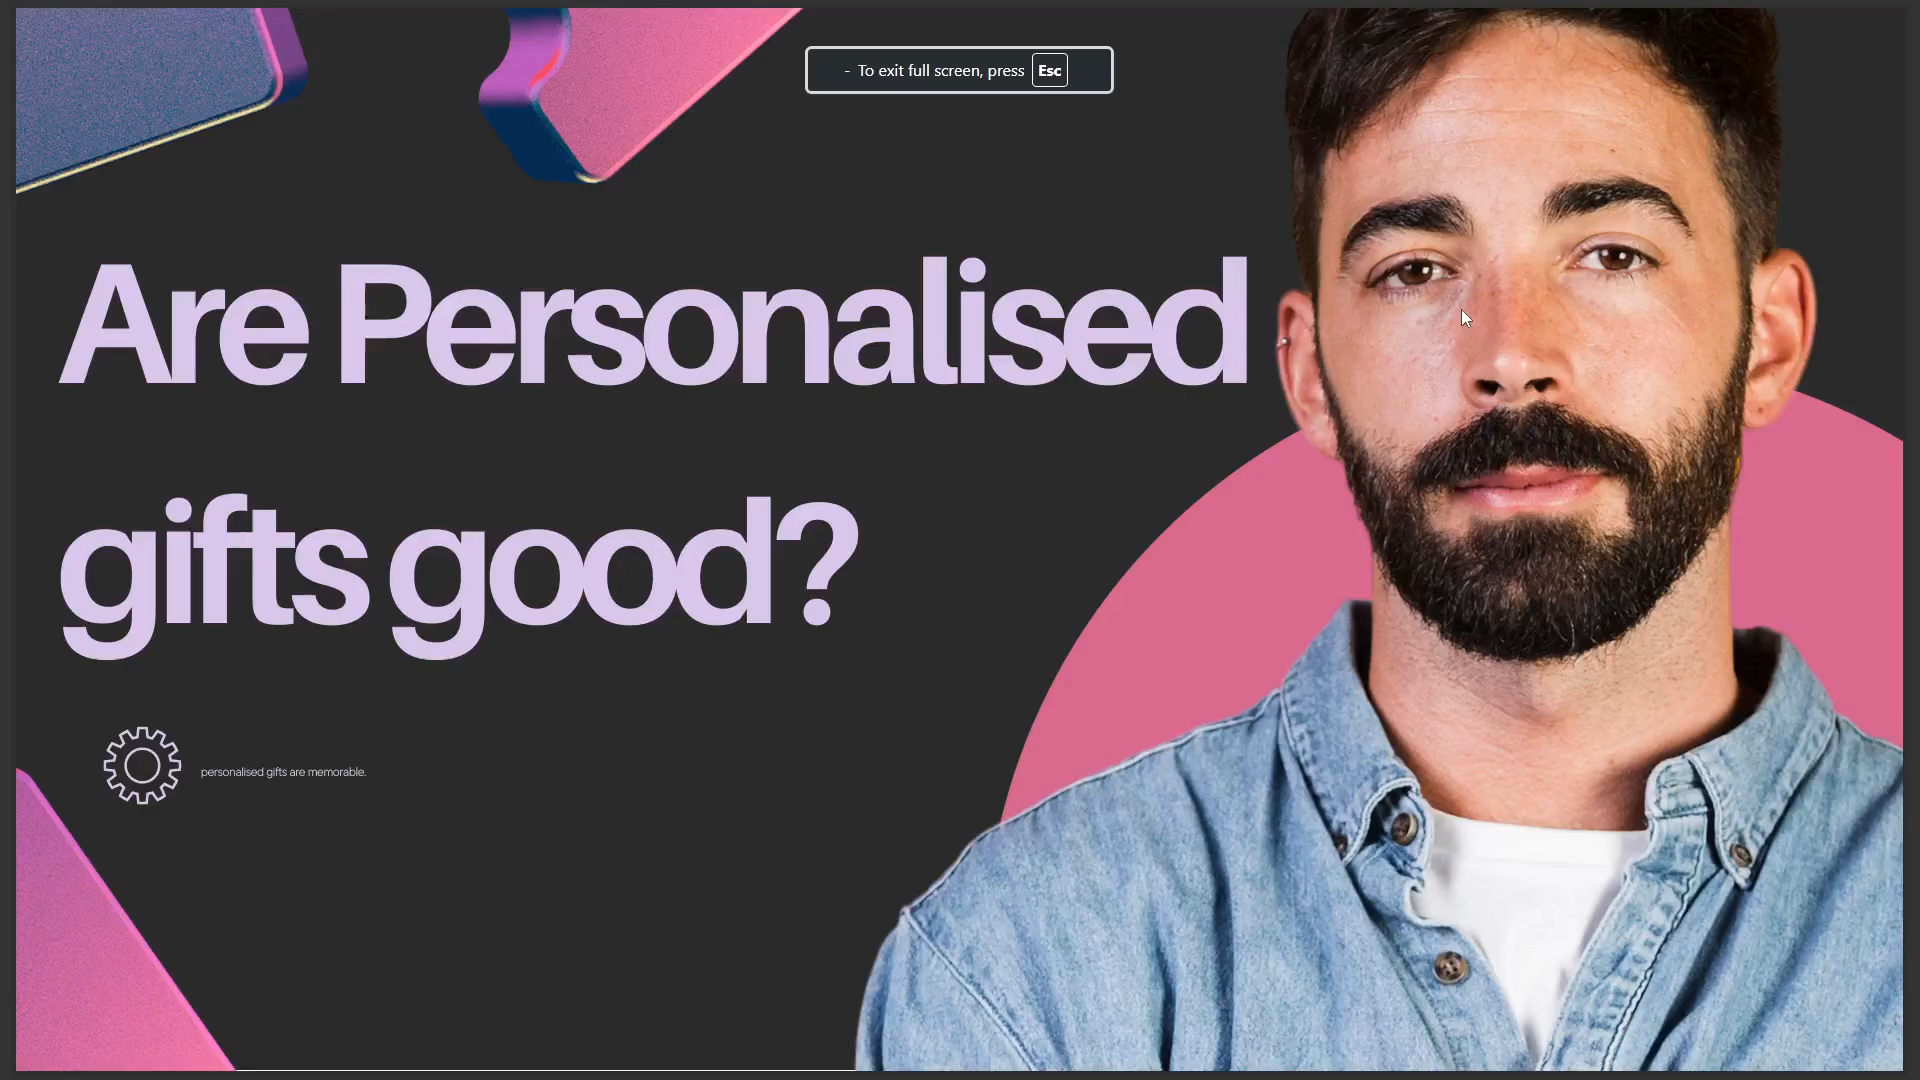 - To exit full screen, press Esc
Are Personalised
gifts good?
personalised gifts are memorable.